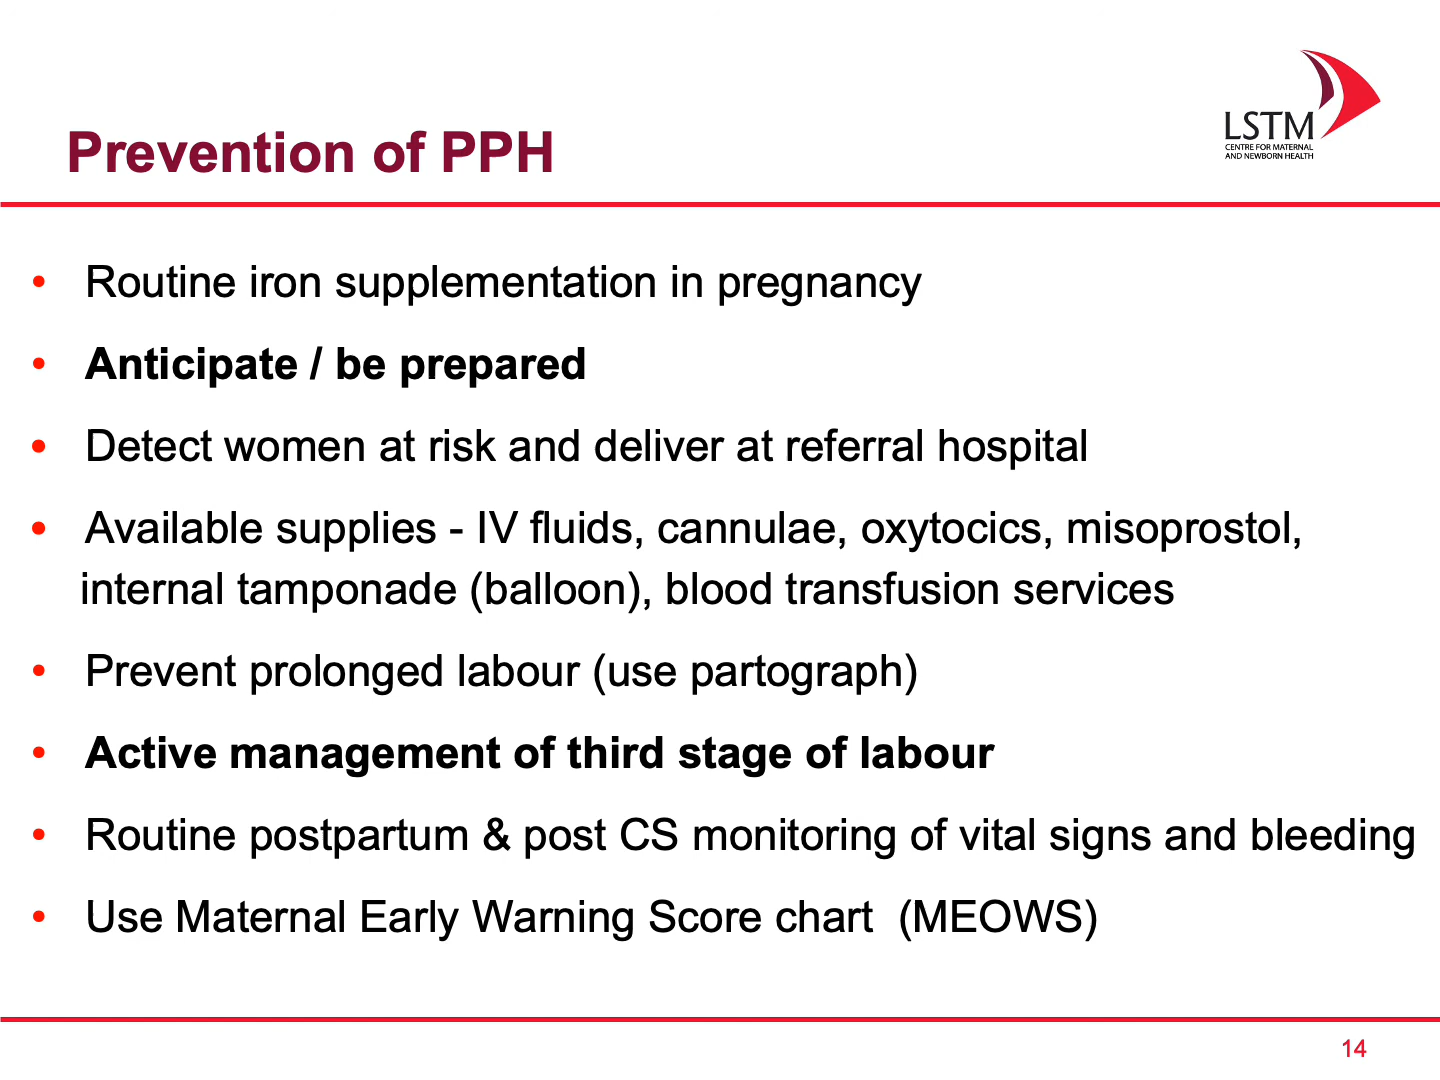 LSTM
CENTRE FOR MATERNAL
AND NEWBORN HEALTH
Prevention of PPH
• Routine iron supplementation in pregnancy
• Anticipate / be prepared
• Detect women at risk and deliver at referral hospital
• Available supplies - IV fluids, cannulae, oxytocics, misoprostol,
internal tamponade (balloon), blood transfusion services
• Prevent prolonged labour (use partograph)
• Active management of third stage of labour
• Routine postpartum & post CS monitoring of vital signs and bleeding
• Use Maternal Early Warning Score chart  (MEOWS)
14